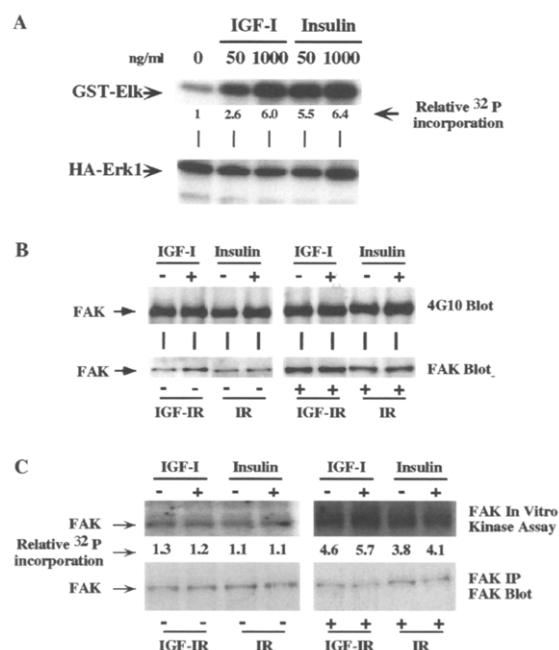 A
IGF-I Insulin
ng/ml 0 50 1000 50 1000
GST-Elk
1 2.6 6.0 5.5 6.4
Relative 32 P
incorporation
HA-Erk1
B
IGF-I Insulin IGF-I Insulin
- + - + - + - +
FAK 4G10 Blot
FAK FAK Blot
- - - - + + + +
IGF-IR IR IGF-IR IR
C
IGF-I Insulin IGF-I Insulin
- + - + - + - +
FAK
FAK In Vitro
Kinase Assay
Relative 32 P
incorporation
1.3 1.2 1.1 1.1 4.6 5.7 3.8 4.1
FAK
FAK IP
FAK Blot
- - - - + + + +
IGF-IR IR IGF-IR IR